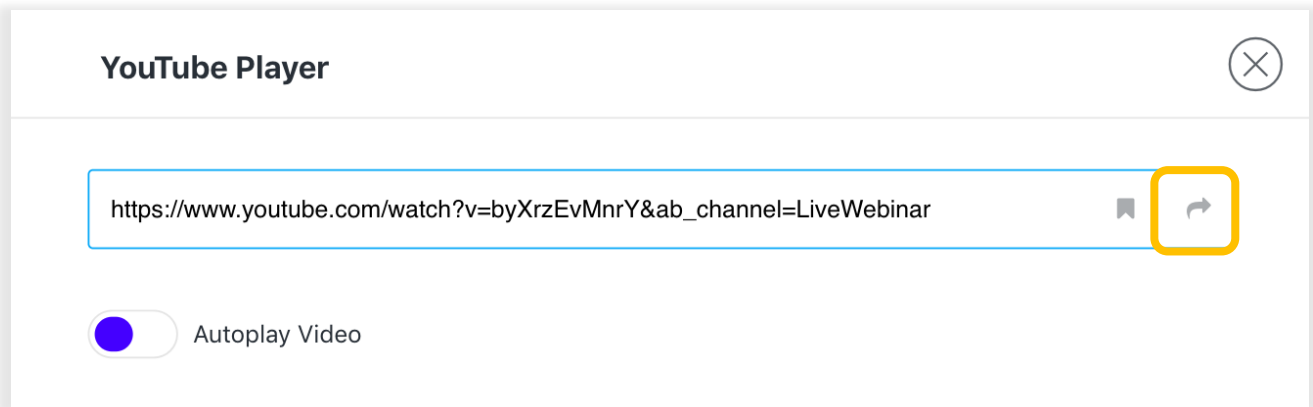 YouTube Player
https://www.youtube.com/watch?v=byXrzEvMnrY&ab_channel=LiveWebinar
Autoplay Video